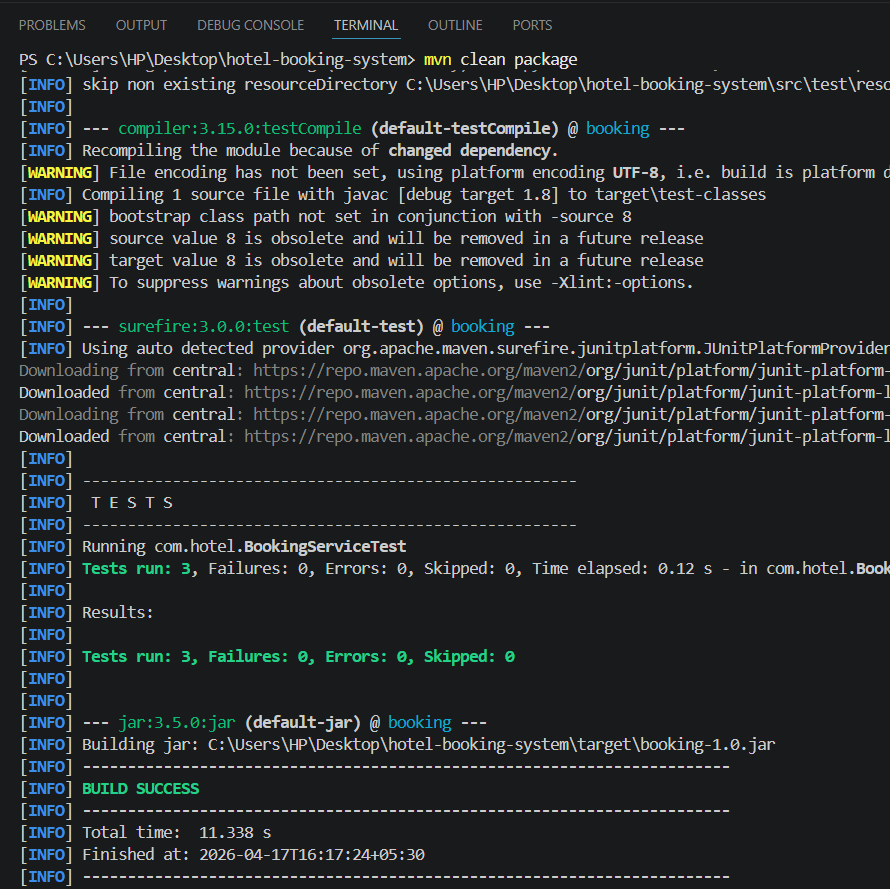 PROBLEMS OUTPUT DEBUG CONSOLE TERMINAL OUTLINE PORTS
PS C:\Users\HP\Desktop\hotel-booking-system> mvn clean package
[INFO] skip non existing resourceDirectory C:\Users\HP\Desktop\hotel-booking-system\src\test\reso
[INFO]
[INFO] --- compiler:3.15.0:testCompile (default-testCompile) @ booking ---
[INFO] Recompiling the module because of changed dependency.
[WARNING] File encoding has not been set, using platform encoding UTF-8, i.e. build is platform d
[INFO] Compiling 1 source file with javac [debug target 1.8] to target\test-classes
[WARNING] bootstrap class path not set in conjunction with -source 8
[WARNING] source value 8 is obsolete and will be removed in a future release
[WARNING] target value 8 is obsolete and will be removed in a future release
[WARNING] To suppress warnings about obsolete options, use -Xlint:-options.
[INFO]
[INFO] --- surefire:3.0.0:test (default-test) @ booking ---
[INFO] Using auto detected provider org.apache.maven.surefire.junitplatform.JUnitPlatformProvider
Downloading from central: https://repo.maven.apache.org/maven2/org/junit/platform/junit-platform-
Downloaded from central: https://repo.maven.apache.org/maven2/org/junit/platform/junit-platform-l
Downloading from central: https://repo.maven.apache.org/maven2/org/junit/platform/junit-platform-
Downloaded from central: https://repo.maven.apache.org/maven2/org/junit/platform/junit-platform-l
[INFO]
[INFO] -------------------------------------------------------
[INFO]  T E S T S
[INFO] -------------------------------------------------------
[INFO] Running com.hotel.BookingServiceTest
[INFO] Tests run: 3, Failures: 0, Errors: 0, Skipped: 0, Time elapsed: 0.12 s - in com.hotel.Book
[INFO]
[INFO] Results:
[INFO]
[INFO] Tests run: 3, Failures: 0, Errors: 0, Skipped: 0
[INFO]
[INFO]
[INFO] --- jar:3.5.0:jar (default-jar) @ booking ---
[INFO] Building jar: C:\Users\HP\Desktop\hotel-booking-system\target\booking-1.0.jar
[INFO] ------------------------------------------------------------------------
[INFO] BUILD SUCCESS
[INFO] ------------------------------------------------------------------------
[INFO] Total time:  11.338 s
[INFO] Finished at: 2026-04-17T16:17:24+05:30
[INFO] ------------------------------------------------------------------------